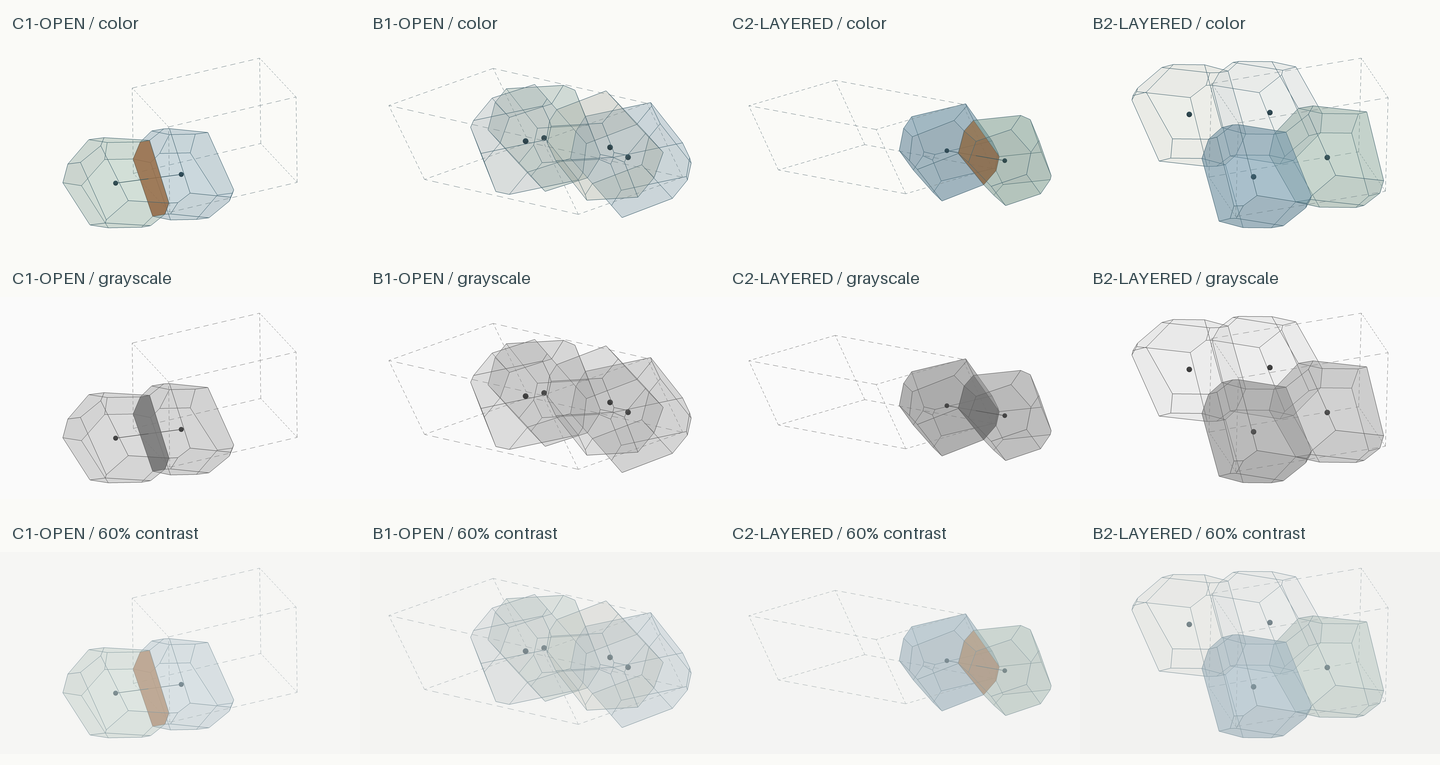 C1-OPEN / color
B1-OPEN / color
C2-LAYERED / color
B2-LAYERED / color
C1-OPEN / grayscale
B1-OPEN / grayscale
C2-LAYERED / grayscale
B2-LAYERED / grayscale
C1-OPEN / 60% contrast
B1-OPEN / 60% contrast
C2-LAYERED / 60% contrast
B2-LAYERED / 60% contrast